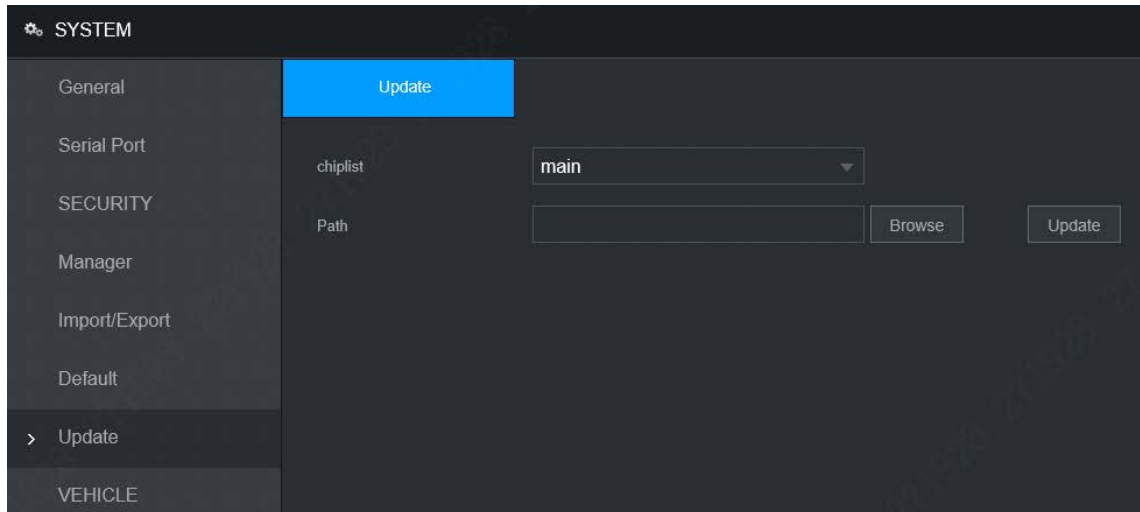 SYSTEM
General
Update
Serial Port
chiplist
main
SECURITY
Path
Browse
Update
Manager
Import/Export
Default
Update
VEHICLE